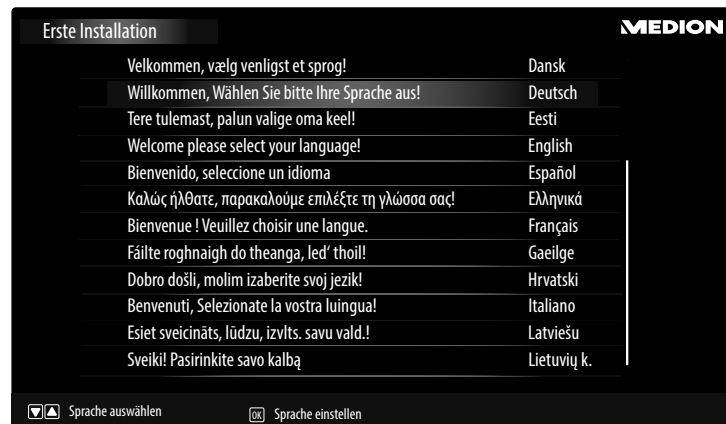 Erste Installation MEDION
Velkommen, vælg venligst et sprog! Dansk
Willkommen, Wählen Sie bitte Ihre Sprache aus! Deutsch
Tere tulemast, palun valige oma keel! Eesti
Welcome please select your language! English
Bienvenido, seleccione un idioma Español
Καλώς ήλθατε, παρακαλούμε επιλέξτε τη γλώσσα σας! Ελληνικά
Bienvenue ! Veuillez choisir une langue. Français
Fáilte roghnaigh do theanga, led‘ thoil! Gaeilge
Dobro došli, molim izaberite svoj jezik! Hrvatski
Benvenuti, Selezionate la vostra luingua! Italiano
Esiet sveicināts, lūdzu, izvlts. savu vald.! Latviešu
Sveiki! Pasirinkite savo kalbą Lietuvių k.
Sprache auswählen OK Sprache einstellen